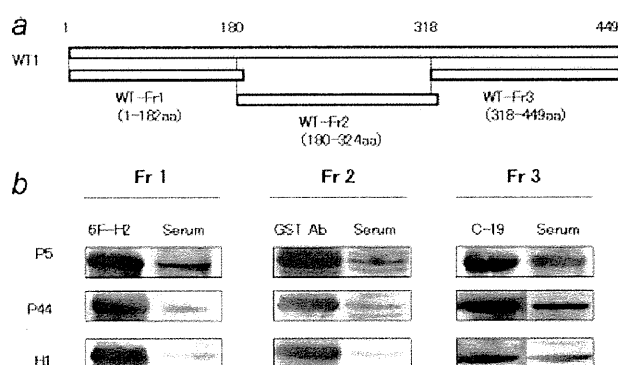 a
1 180 318 449
WT1
WT-Fr1 WT-Fr2 WT-Fr3
(1-182aa) (180-324aa) (318-449aa)
b
Fr 1 Fr 2 Fr 3
6F-H2 Serum GST Ab Serum C-19 Serum
P5
P44
H1